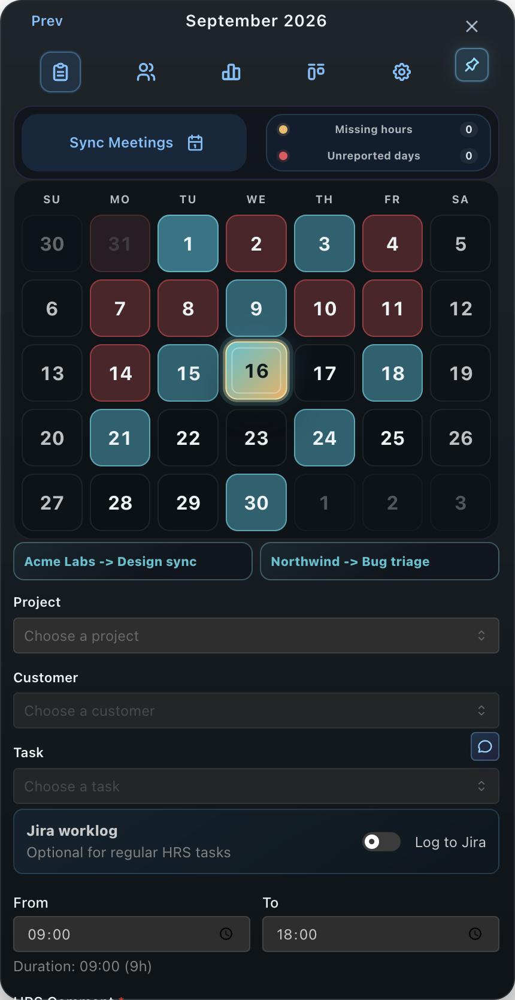 Prev
September 2026
Sync Meetings
Missing hours 0
Unreported days 0
SU MO TU WE TH FR SA
30 31 1 2 3 4 5
6 7 8 9 10 11 12
13 14 15 16 17 18 19
20 21 22 23 24 25 26
27 28 29 30 1 2 3
Acme Labs -> Design sync
Northwind -> Bug triage
Project
Choose a project
Customer
Choose a customer
Task
Choose a task
Jira worklog
Optional for regular HRS tasks
Log to Jira
From To
09:00 18:00
Duration: 09:00 (9h)
HRS Comment *